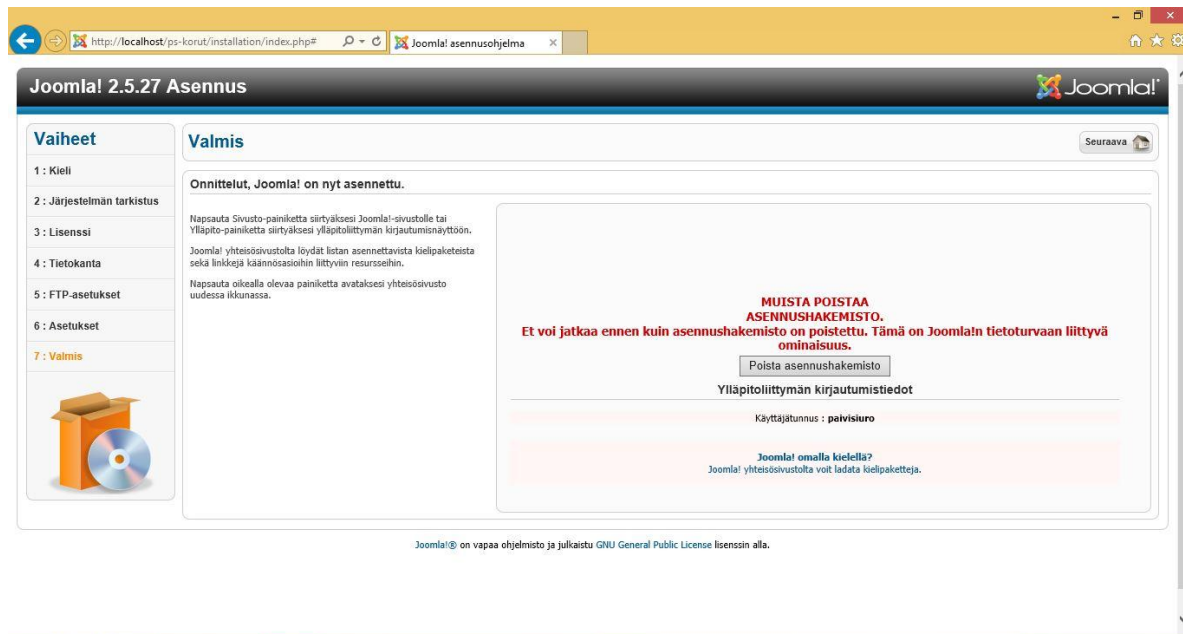 http://localhost/ps-korut/installation/index.php#
Joomla! asennusohjelma
Joomla! 2.5.27 Asennus
Joomla!
Vaiheet
1 : Kieli
2 : Järjestelmän tarkistus
3 : Lisenssi
4 : Tietokanta
5 : FTP-asetukset
6 : Asetukset
7 : Valmis
Valmis
Seuraava
Onnittelut, Joomla! on nyt asennettu.
Napsauta Sivusto-painiketta siirtyäksesi Joomla!-sivustolle tai
Ylläpito-painiketta siirtyäksesi ylläpitoliittymän kirjautumisnäyttöön.
Joomla! yhteisösivustolta löydät listan asennettavista kielipaketeista
sekä linkkejä käännösasioihin liittyviin resursseihin.
Napsauta oikealla olevaa painiketta avataksesi yhteisösivusto
uudessa ikkunassa.
MUISTA POISTAA
ASENNUSHAKEMISTO.
Et voi jatkaa ennen kuin asennushakemisto on poistettu. Tämä on Joomla!n tietoturvaan liittyvä
ominaisuus.
Poista asennushakemisto
Ylläpitoliittymän kirjautumistiedot
Käyttäjätunnus : paivisiuro
Joomla! omalla kielellä?
Joomla! yhteisösivustolta voit ladata kielipaketteja.
Joomla!® on vapaa ohjelmisto ja julkaistu GNU General Public License lisenssin alla.